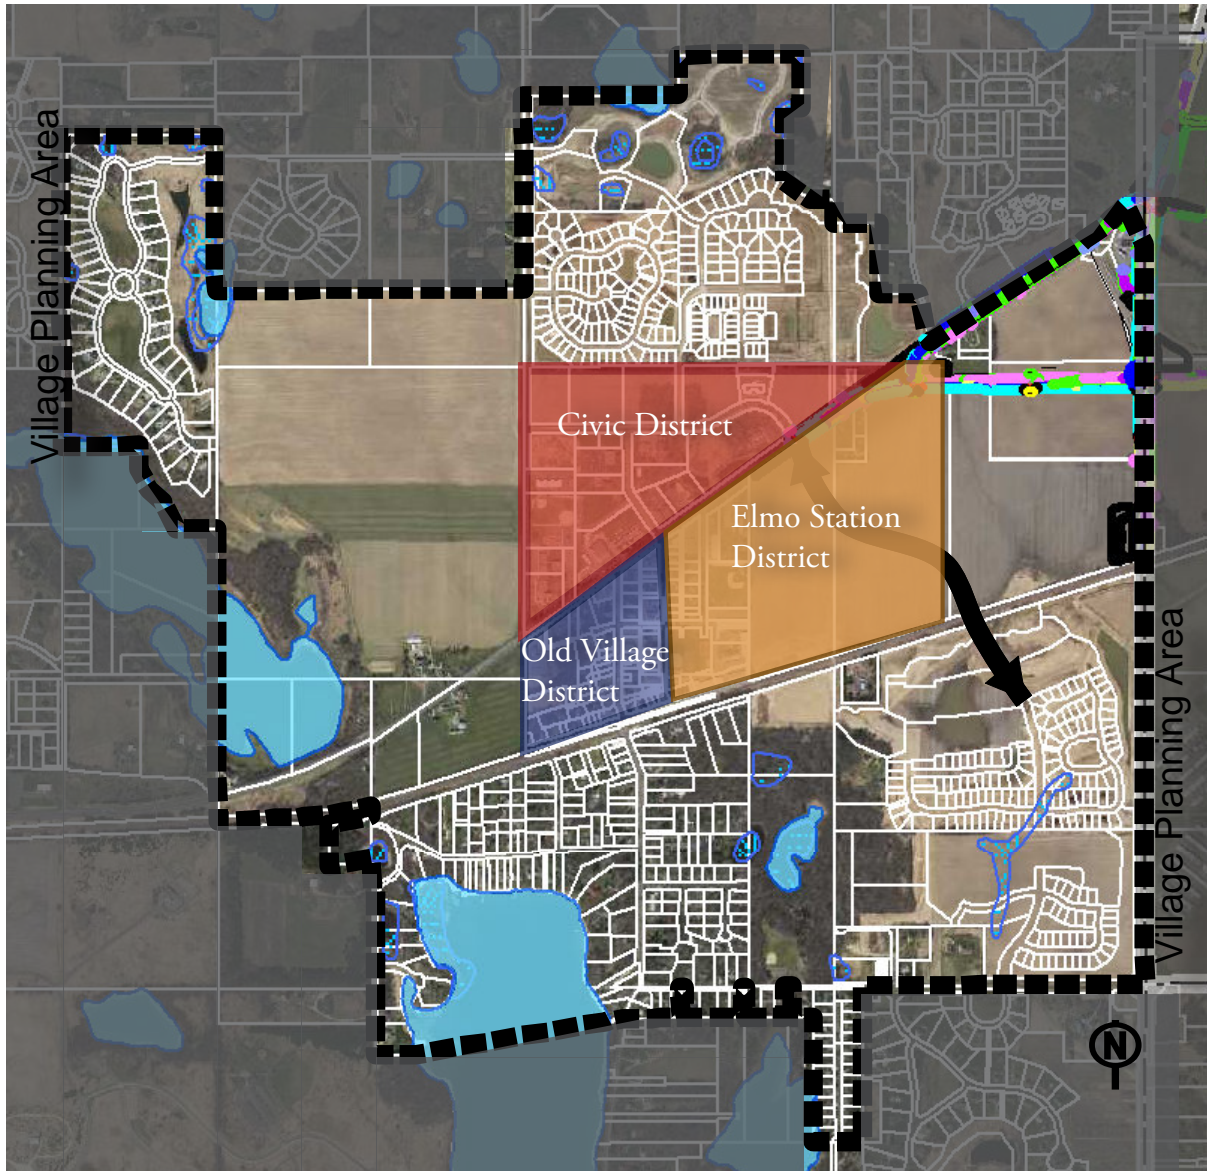 Village Planning Area
Civic District
Elmo Station
District
Old Village
District
Village Planning Area
N